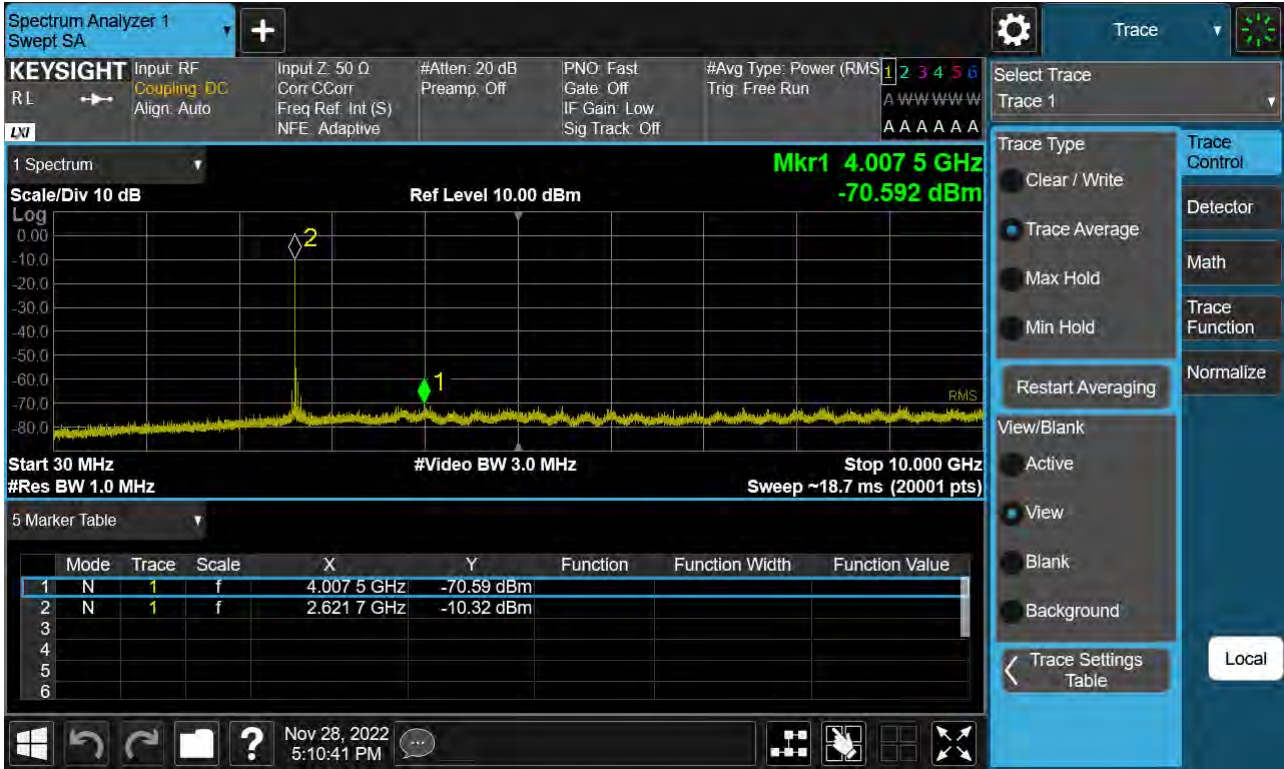 Spectrum Analyzer 1
Swept SA
Trace
KEYSIGHT
RL
LXI
Input: RF
Coupling: DC
Align: Auto
Input Z: 50 Ω
Corr CCorr
Freq Ref: Int (S)
NFE: Adaptive
#Atten: 20 dB
Preamp: Off
PNO: Fast
Gate: Off
IF Gain: Low
Sig Track: Off
#Avg Type: Power (RMS
Trig: Free Run
1 2 3 4 5 6
A W W W W W
A A A A A A
Select Trace
Trace 1
1 Spectrum
Mkr1 4.007 5 GHz
Scale/Div 10 dB
Ref Level 10.00 dBm
-70.592 dBm
Log
0.00
-10.0
-20.0
-30.0
-40.0
-50.0
-60.0
-70.0
-80.0
2
1
RMS
Start 30 MHz
#Video BW 3.0 MHz
Stop 10.000 GHz
#Res BW 1.0 MHz
Sweep ~18.7 ms (20001 pts)
5 Marker Table
Mode Trace Scale X Y Function Function Width Function Value
1 N 1 f 4.007 5 GHz -70.59 dBm
2 N 1 f 2.621 7 GHz -10.32 dBm
3
4
5
6
Trace Type
Clear / Write
Trace Average
Max Hold
Min Hold
Restart Averaging
View/Blank
Active
View
Blank
Background
Trace Settings
Table
Trace
Control
Detector
Math
Trace
Function
Normalize
Local
?
Nov 28, 2022
5:10:41 PM